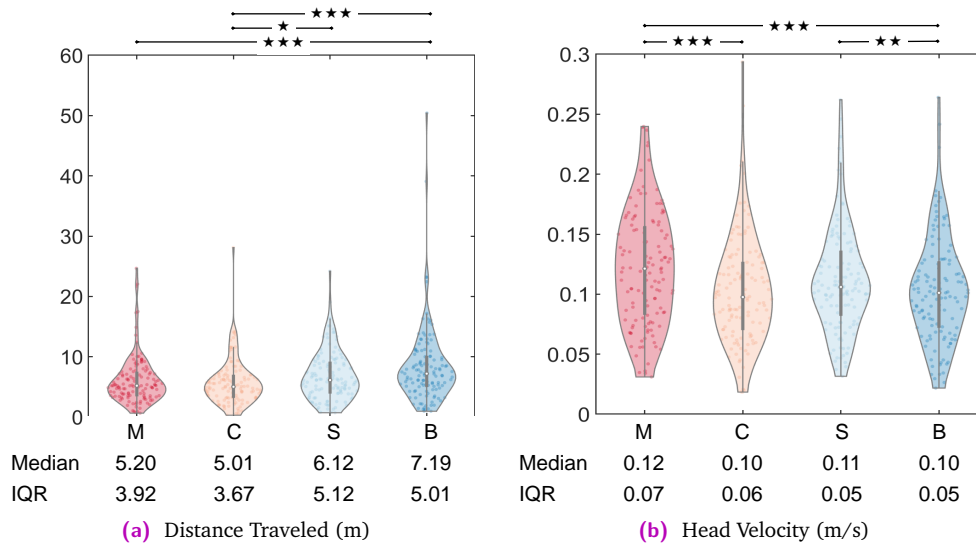 ★★★
★
★★★
60
50
40
30
20
10
0
M C S B
Median 5.20 5.01 6.12 7.19
IQR 3.92 3.67 5.12 5.01
(a) Distance Traveled (m)
★★★
★★★ ★★
0.3
0.25
0.2
0.15
0.1
0.05
0
M C S B
Median 0.12 0.10 0.11 0.10
IQR 0.07 0.06 0.05 0.05
(b) Head Velocity (m/s)